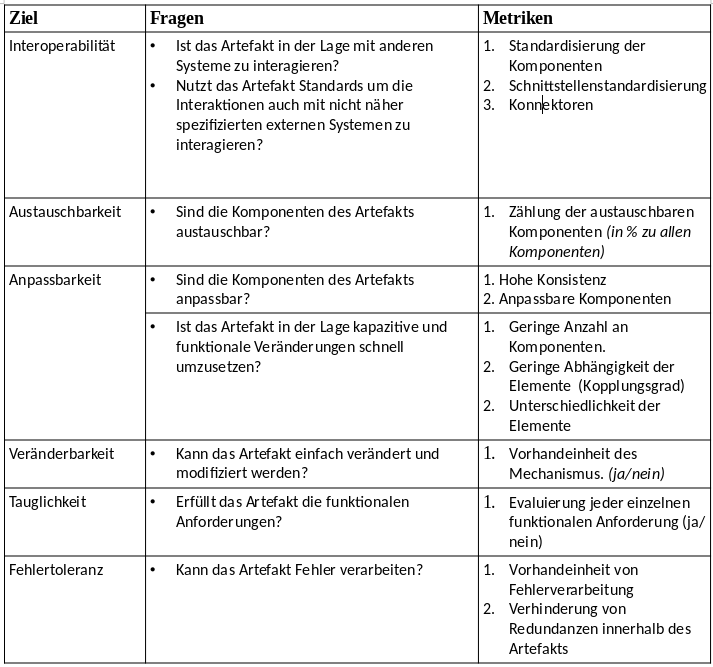 Ziel Fragen Metriken
Interoperabilität
• Ist das Artefakt in der Lage mit anderen
Systeme zu interagieren?
• Nutzt das Artefakt Standards um die
Interaktionen auch mit nicht näher
spezifizierten externen Systemen zu
interagieren?
1. Standardisierung der
Komponenten
2. Schnittstellenstandardisierung
3. Konnektoren
Austauschbarkeit
• Sind die Komponenten des Artefakts
austauschbar?
1. Zählung der austauschbaren
Komponenten (in % zu allen
Komponenten)
Anpassbarkeit
• Sind die Komponenten des Artefakts
anpassbar?
1. Hohe Konsistenz
2. Anpassbare Komponenten
• Ist das Artefakt in der Lage kapazitive und
funktionale Veränderungen schnell
umzusetzen?
1. Geringe Anzahl an
Komponenten.
2. Geringe Abhängigkeit der
Elemente (Kopplungsgrad)
2. Unterschiedlichkeit der
Elemente
Veränderbarkeit
• Kann das Artefakt einfach verändert und
modifiziert werden?
1. Vorhandeinheit des
Mechanismus. (ja/nein)
Tauglichkeit
• Erfüllt das Artefakt die funktionalen
Anforderungen?
1. Evaluierung jeder einzelnen
funktionalen Anforderung (ja/
nein)
Fehlertoleranz
• Kann das Artefakt Fehler verarbeiten?
1. Vorhandeinheit von
Fehlerverarbeitung
2. Verhinderung von
Redundanzen innerhalb des
Artefakts